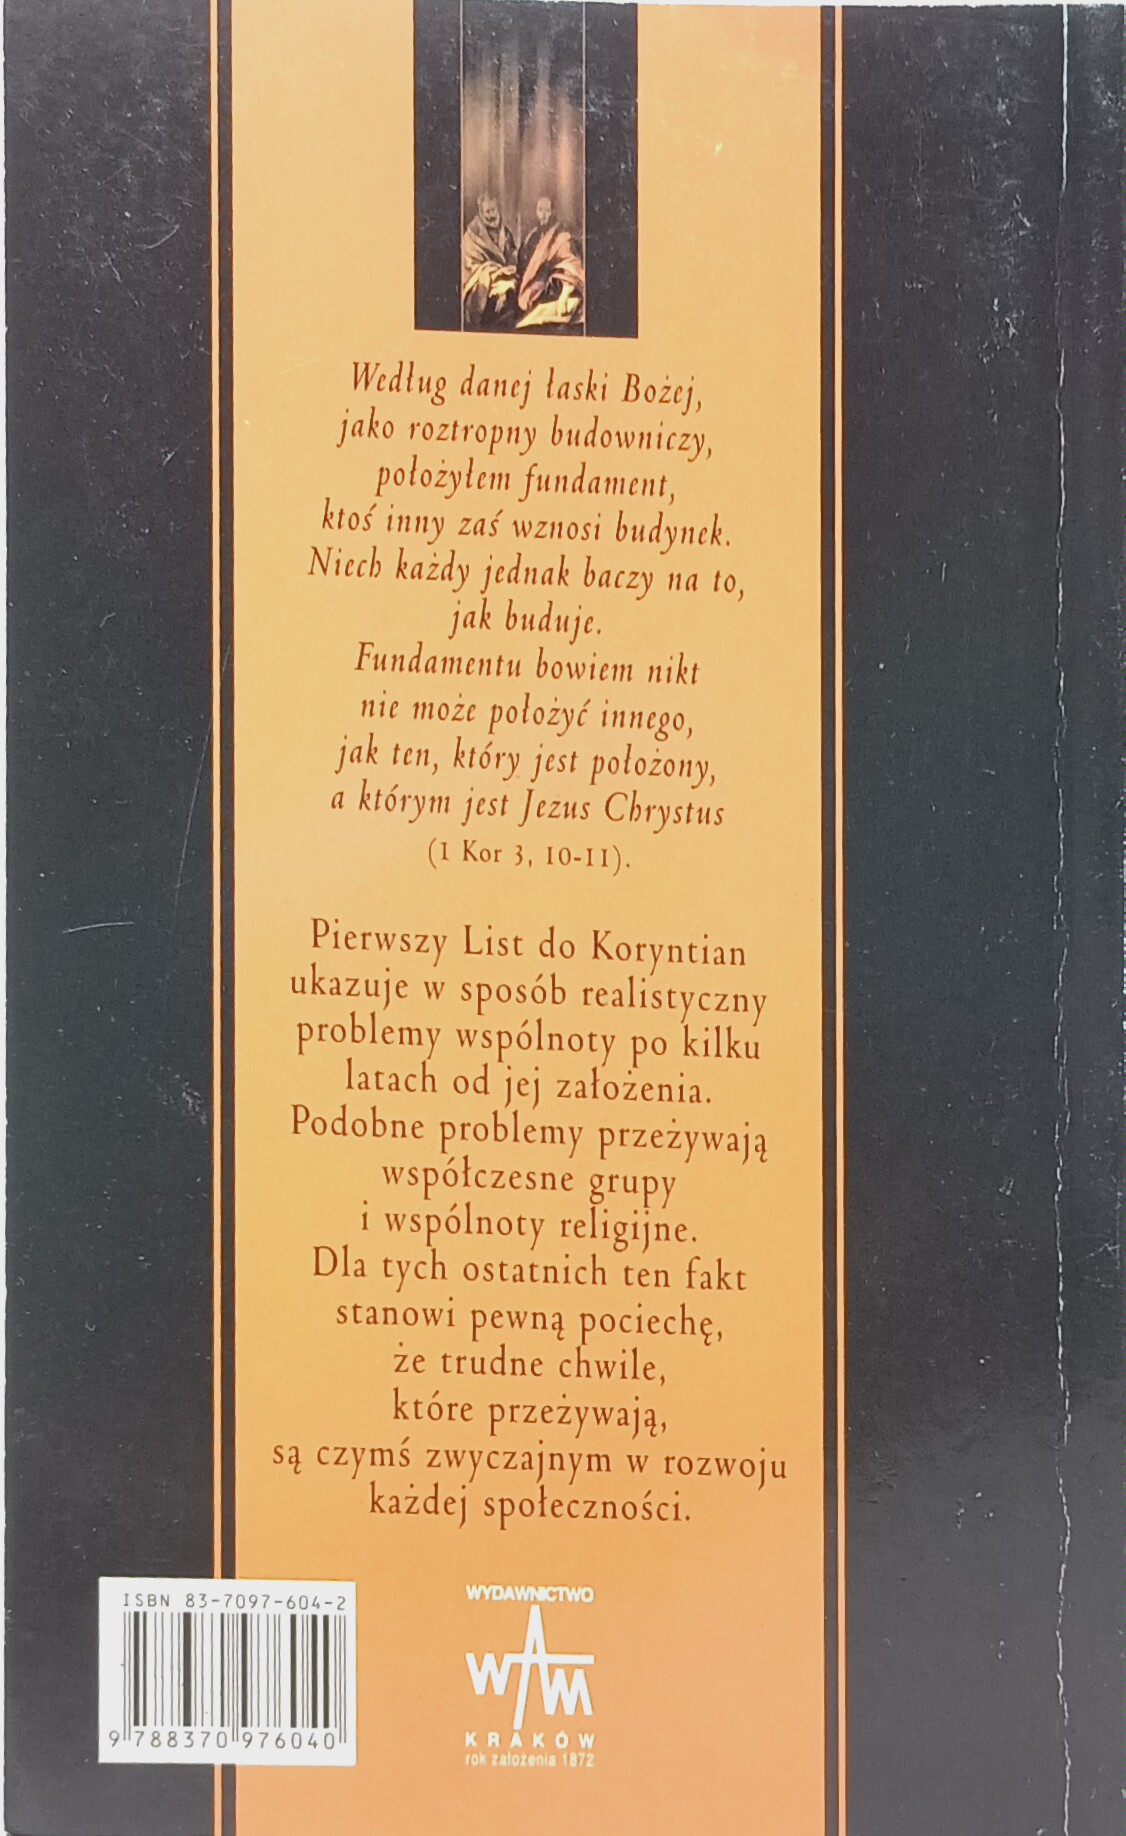 Według danej łaski Bożej,
jako roztropny budowniczy,
położyłem fundament,
ktoś inny zaś wznosi budynek.
Niech każdy jednak baczy na to,
jak buduje.
Fundamentu bowiem nikt
nie może położyć innego,
jak ten, który jest położony,
a którym jest Jezus Chrystus
(1 Kor 3, 10-11).
Pierwszy List do Koryntian
ukazuje w sposób realistyczny
problemy wspólnoty po kilku
latach od jej założenia.
Podobne problemy przeżywają
współczesne grupy
i wspólnoty religijne.
Dla tych ostatnich ten fakt
stanowi pewną pociechę,
że trudne chwile,
które przeżywają,
są czymś zwyczajnym w rozwoju
każdej społeczności.
ISBN 83-7097-604-2
9 788370 976040
WYDAWNICTWO
WAM
KRAKÓW
rok założenia 1872